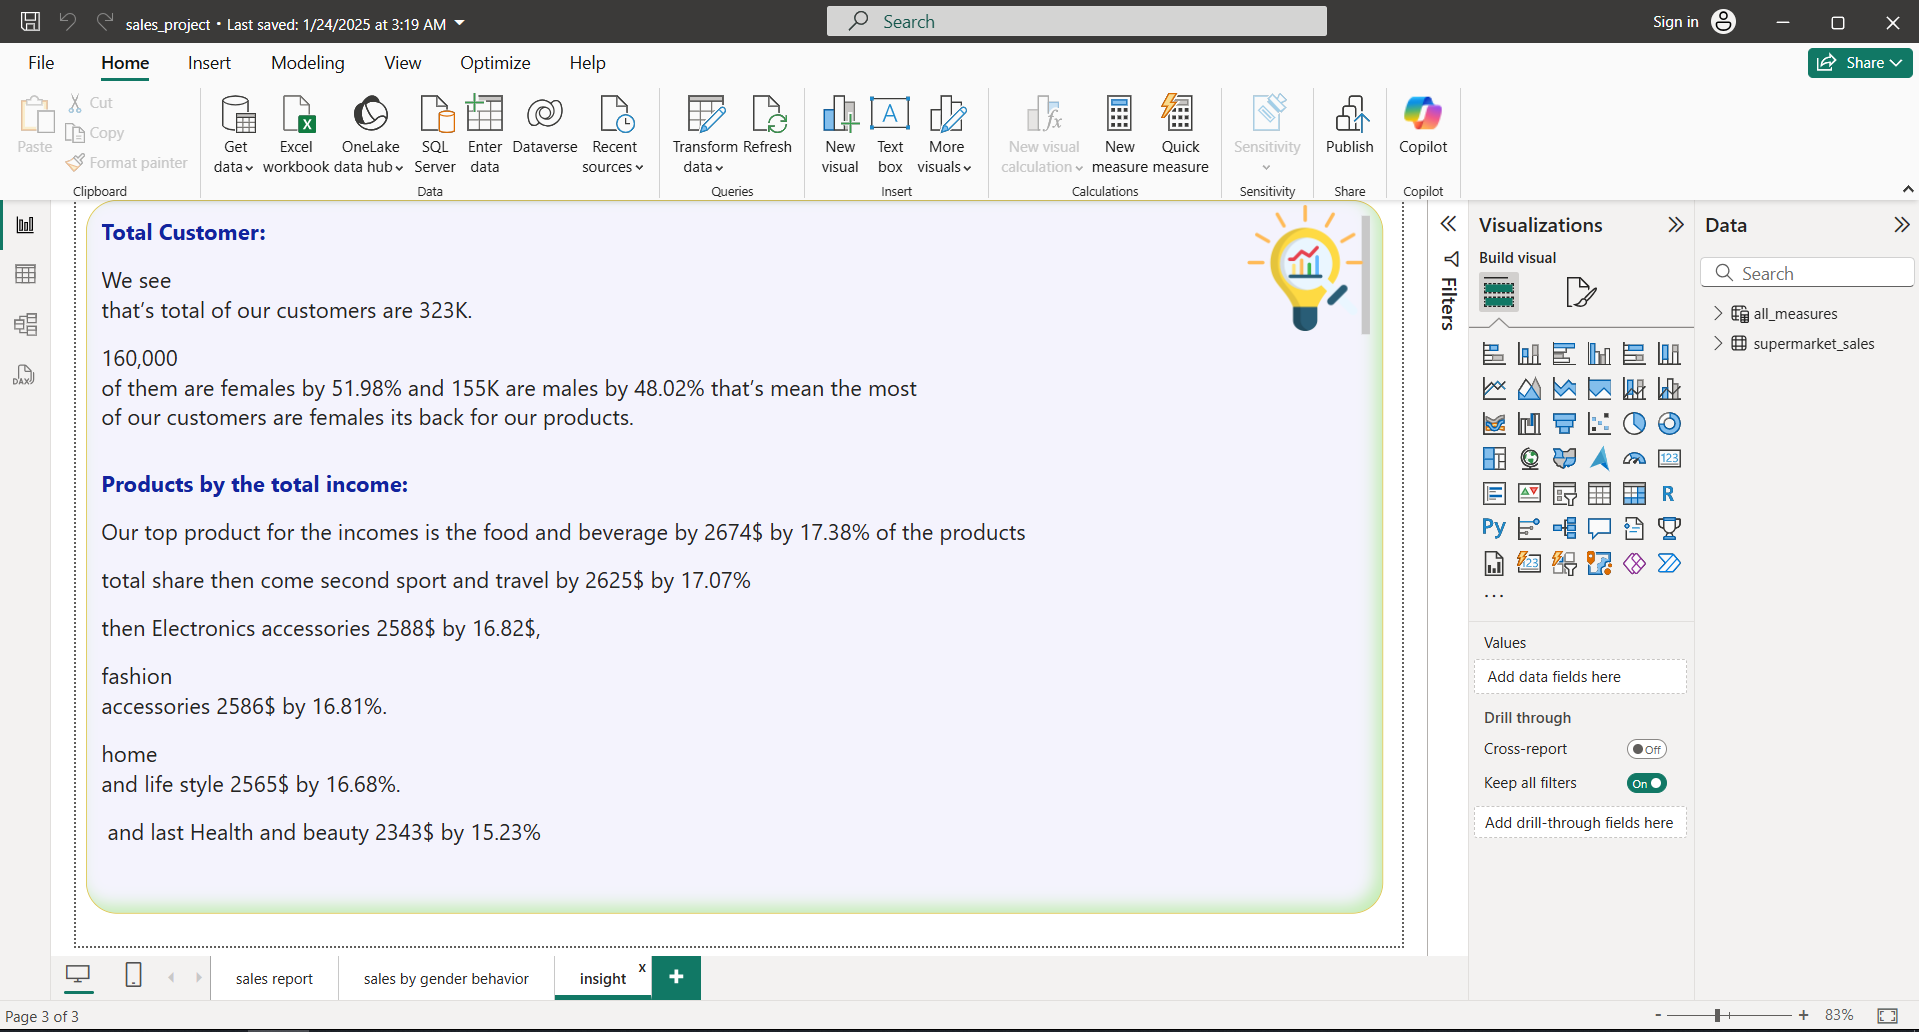 sales_project • Last saved: 1/24/2025 at 3:19 AM
Search
Sign in
File Home Insert Modeling View Optimize Help
Share
Paste
Cut
Copy
Format painter
Clipboard
Get data
Excel workbook
OneLake data hub
SQL Server
Enter data
Dataverse
Recent sources
Data
Transform data
Refresh
Queries
New visual
A
Text box
More visuals
Insert
New visual calculation
New measure
Quick measure
Calculations
Sensitivity
Sensitivity
Publish
Share
Copilot
Copilot
Total Customer:
We see
that's total of our customers are 323K.
160,000
of them are females by 51.98% and 155K are males by 48.02% that's mean the most
of our customers are females its back for our products.
Products by the total income:
Our top product for the incomes is the food and beverage by 2674$ by 17.38% of the products
total share then come second sport and travel by 2625$ by 17.07%
then Electronics accessories 2588$ by 16.82$,
fashion
accessories 2586$ by 16.81%.
home
and life style 2565$ by 16.68%.
and last Health and beauty 2343$ by 15.23%
DAX
Filters
Visualizations
Build visual
123
R
Py
123
...
Values
Add data fields here
Drill through
Cross-report
Off
Keep all filters
On
Add drill-through fields here
Data
Search
all_measures
supermarket_sales
sales report
sales by gender behavior
insight x
+
Page 3 of 3
- + 83%